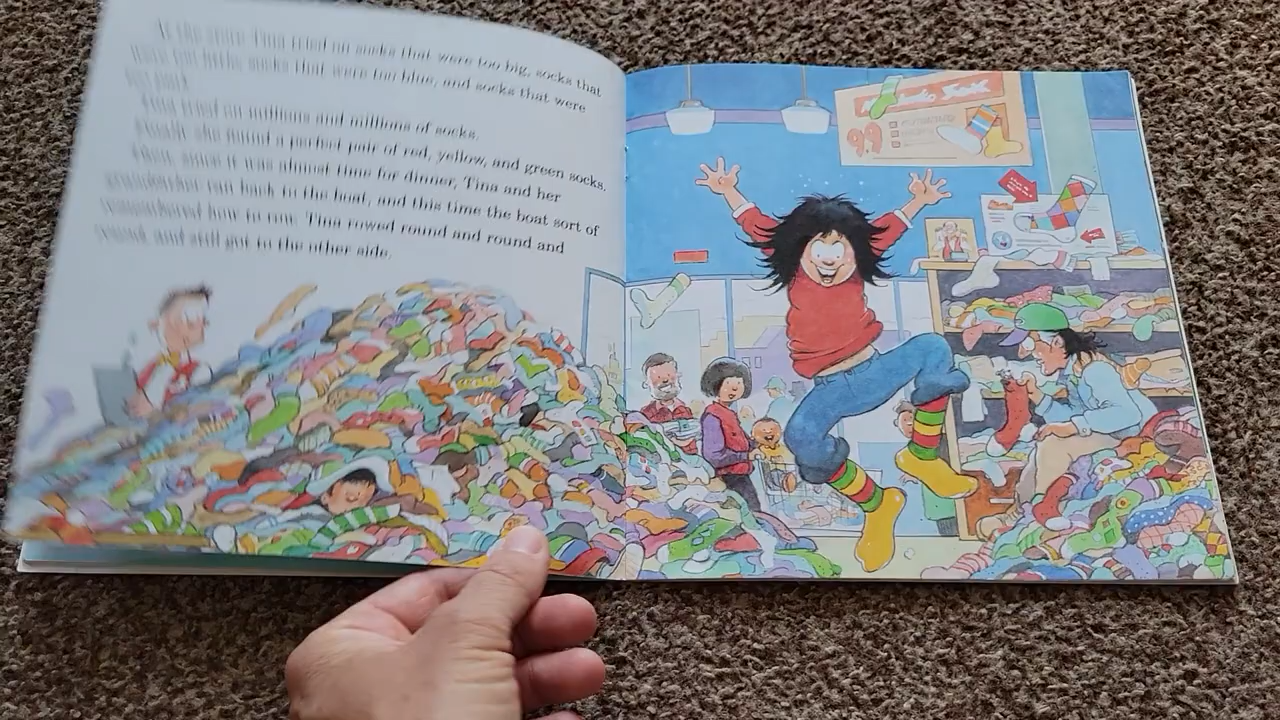 At the store Tina tried on socks that were too big, socks that
were too little, socks that were too blue, and socks that were
too pink.
Tina tried on millions and millions of socks.
Finally she found a perfect pair of red, yellow, and green socks.
Then, since it was almost time for dinner, Tina and her
grandmother ran back to the boat, and this time the boat sort of
remembered how to run. Tina rowed round and round and
round, and still got to the other side.
99